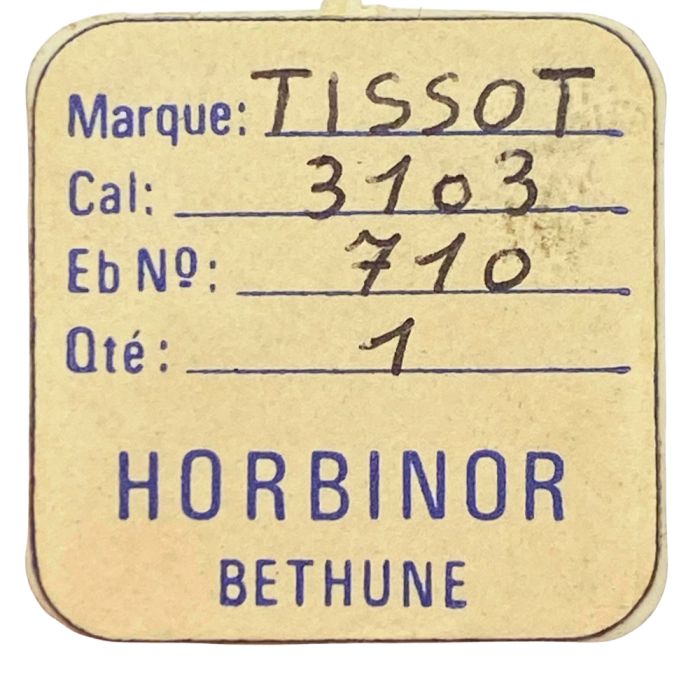 Marque: TISSOT
Cal: 3103
Eb Nº: 710
Qté: 1
HORBINOR
BETHUNE